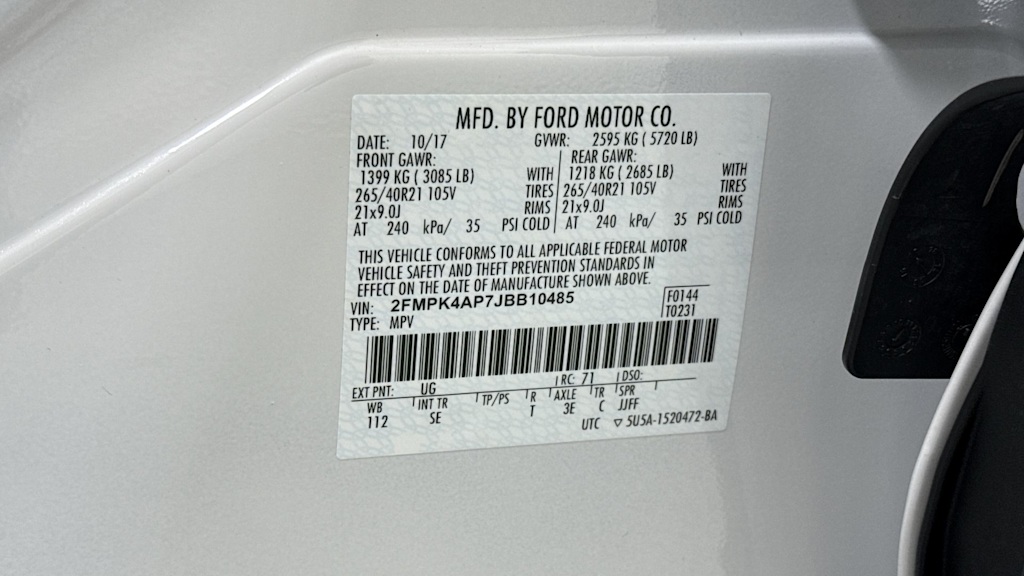 MFD. BY FORD MOTOR CO.
DATE: 10/17 GVWR: 2595 KG ( 5720 LB)
FRONT GAWR: REAR GAWR:
1399 KG ( 3085 LB) WITH 1218 KG ( 2685 LB) WITH
265/40R21 105V TIRES 265/40R21 105V TIRES
21x9.0J RIMS 21x9.0J RIMS
AT 240 kPa/ 35 PSI COLD AT 240 kPa/ 35 PSI COLD
THIS VEHICLE CONFORMS TO ALL APPLICABLE FEDERAL MOTOR
VEHICLE SAFETY AND THEFT PREVENTION STANDARDS IN
EFFECT ON THE DATE OF MANUFACTURE SHOWN ABOVE.
VIN: 2FMPK4AP7JBB10485 F0144
TYPE: MPV T0231
EXT PNT: UG RC: 71 DSO:
WB INT TR TP/PS R AXLE TR SPR
112 SE T 3E C JJFF
UTC ▽ 5U5A-1520472-BA